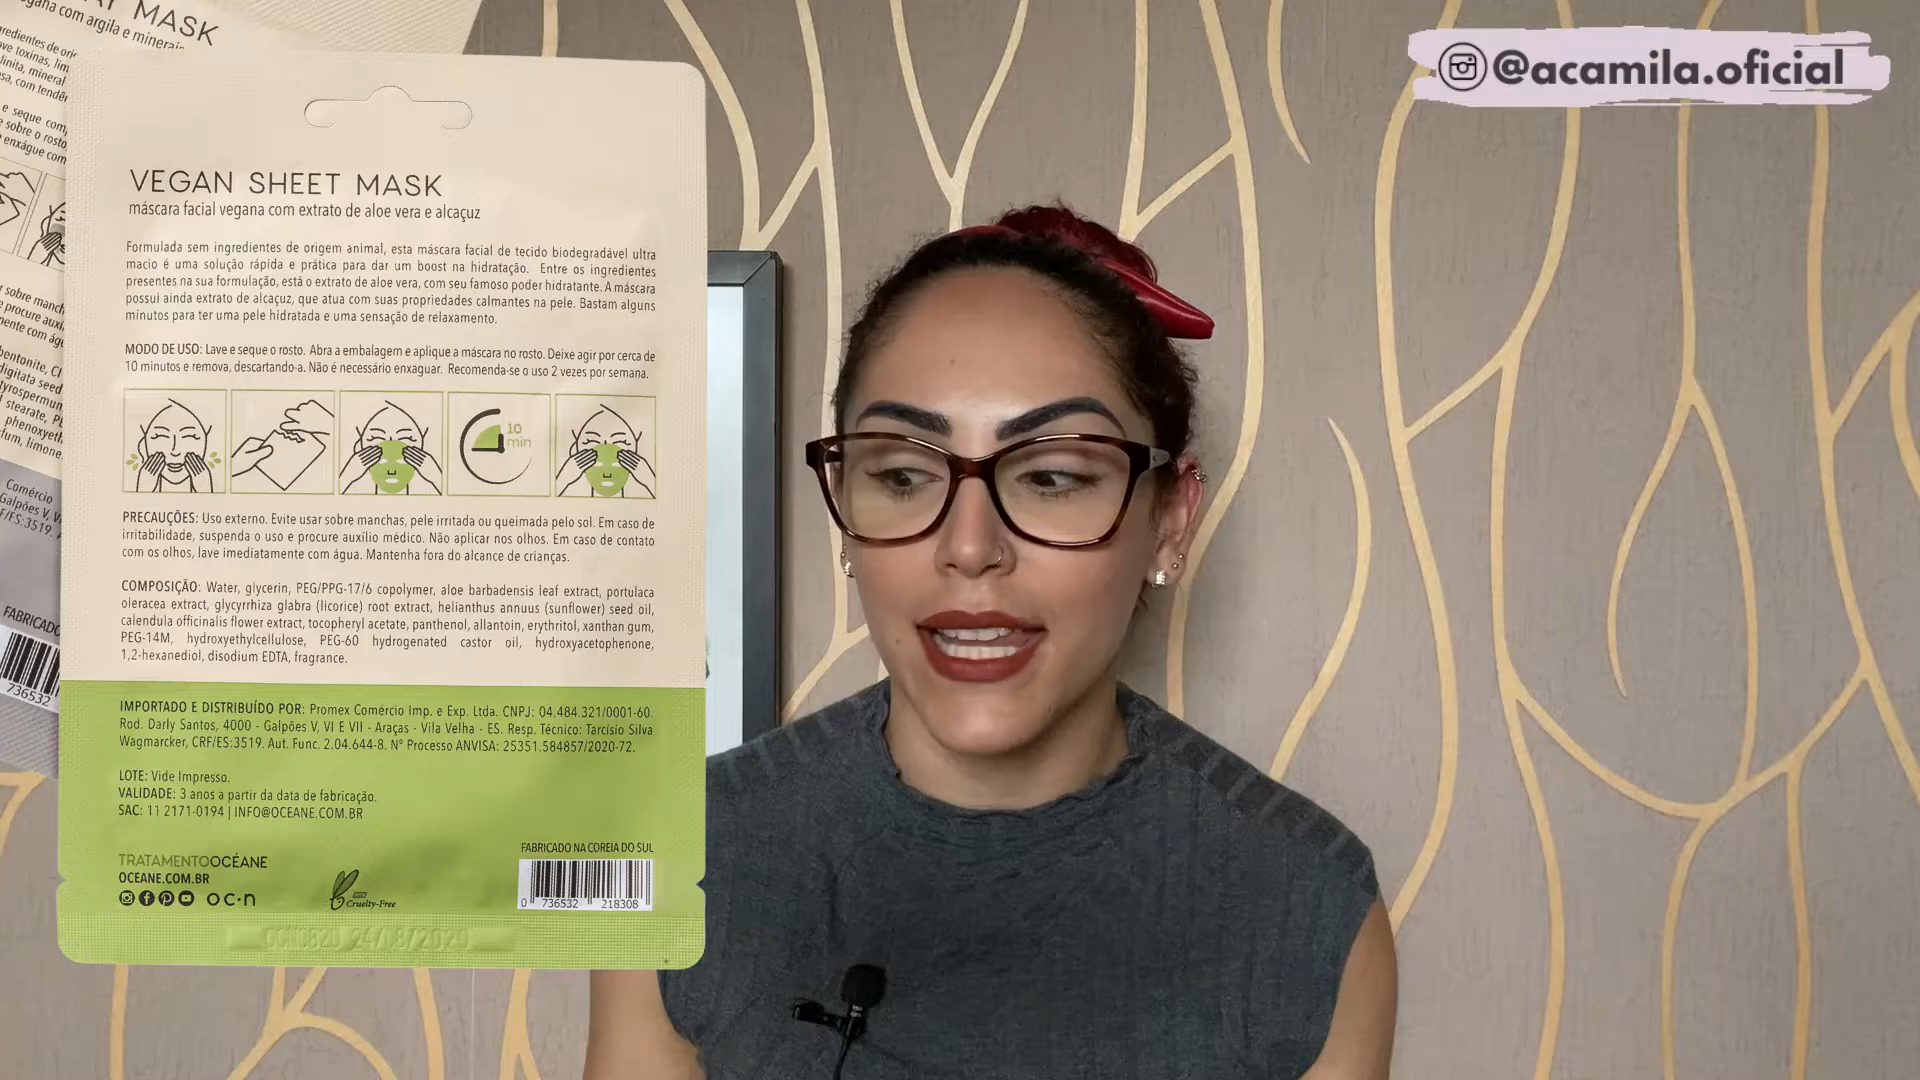 MASK
gana com argila e minerais
@acamila.oficial
VEGAN SHEET MASK
máscara facial vegana com extrato de aloe vera e alcaçuz
Formulada sem ingredientes de origem animal, esta máscara facial de tecido biodegradável ultra
macio é uma solução rápida e prática para dar um boost na hidratação. Entre os ingredientes
presentes na sua formulação, está o extrato de aloe vera, com seu famoso poder hidratante. A máscara
possui ainda extrato de alcaçuz, que atua com suas propriedades calmantes na pele. Bastam alguns
minutos para ter uma pele hidratada e uma sensação de relaxamento.
MODO DE USO: Lave e seque o rosto. Abra a embalagem e aplique a máscara no rosto. Deixe agir por cerca de
10 minutos e remova, descartando-a. Não é necessário enxaguar. Recomenda-se o uso 2 vezes por semana.
10
min
PRECAUÇÕES: Uso externo. Evite usar sobre manchas, pele irritada ou queimada pelo sol. Em caso de
irritabilidade, suspenda o uso e procure auxílio médico. Não aplicar nos olhos. Em caso de contato
com os olhos, lave imediatamente com água. Mantenha fora do alcance de crianças.
COMPOSIÇÃO: Water, glycerin, PEG/PPG-17/6 copolymer, aloe barbadensis leaf extract, portulaca
oleracea extract, glycyrrhiza glabra (licorice) root extract, helianthus annuus (sunflower) seed oil,
calendula officinalis flower extract, tocopheryl acetate, panthenol, allantoin, erythritol, xanthan gum,
PEG-14M, hydroxyethylcellulose, PEG-60 hydrogenated castor oil, hydroxyacetophenone,
1,2-hexanediol, disodium EDTA, fragrance.
IMPORTADO E DISTRIBUÍDO POR: Promex Comércio Imp. e Exp. Ltda. CNPJ: 04.484.321/0001-60.
Rod. Darly Santos, 4000 - Galpões V, VI E VII - Araças - Vila Velha - ES. Resp. Técnico: Tarcísio Silva
Wagmarcker, CRF/ES:3519. Aut. Func. 2.04.644-8. N° Processo ANVISA: 25351.584857/2020-72.
LOTE: Vide Impresso.
VALIDADE: 3 anos a partir da data de fabricação.
SAC: 11 2171-0194 | INFO@OCEANE.COM.BR
FABRICADO NA COREIA DO SUL
TRATAMENTOOCÉANE
OCEANE.COM.BR
oc•n
Cruelty-Free
0 736532 218308
24/08/2020
Comércio
Galpões V, V
F/ES:3519.
FABRICADO
736532